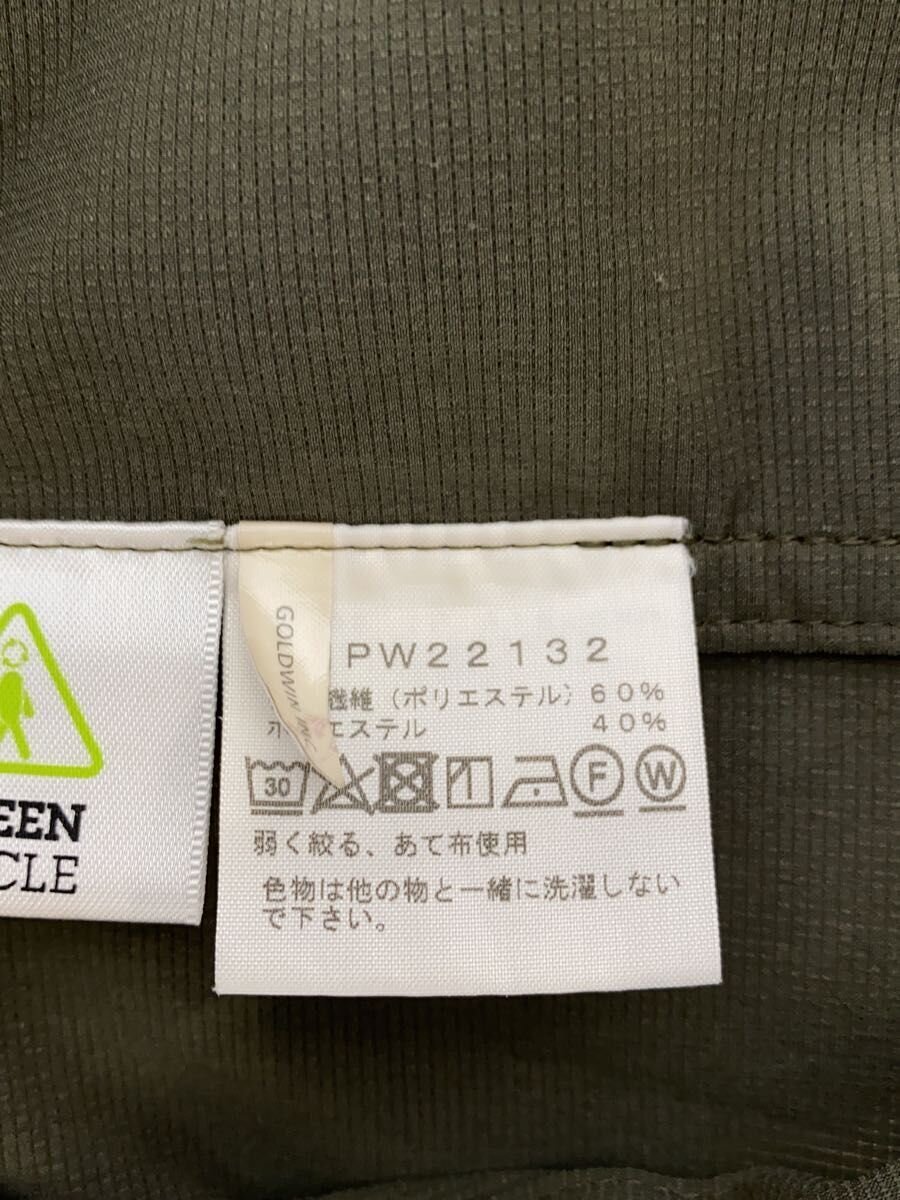 EEN
CLE
GOLDWIN INC
PW22132
繊維(ポリエステル)60%
エステル 40%
30
F
W
弱く絞る、あて布使用
色物は他の物と一緒に洗濯しない
で下さい。